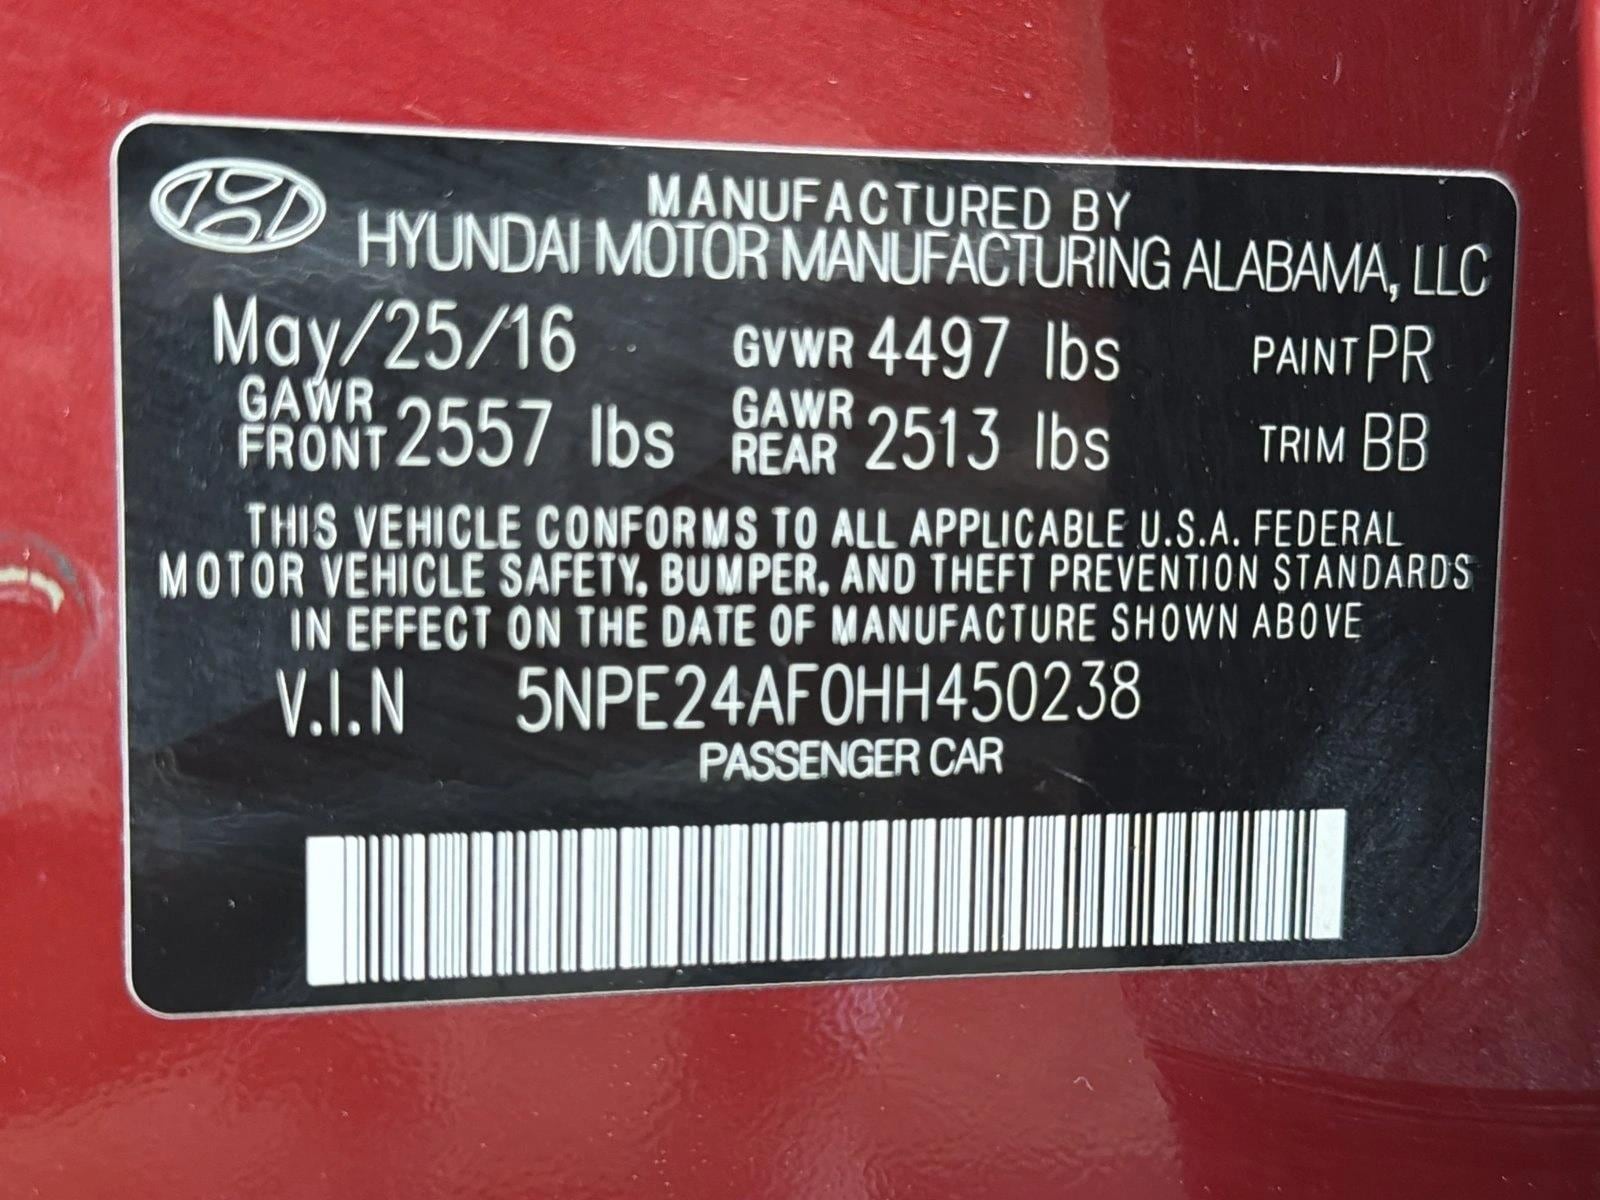 MANUFACTURED BY
HYUNDAI MOTOR MANUFACTURING ALABAMA, LLC
May/25/16 GVWR 4497 lbs PAINT PR
GAWR FRONT 2557 lbs GAWR REAR 2513 lbs TRIM BB
THIS VEHICLE CONFORMS TO ALL APPLICABLE U.S.A. FEDERAL
MOTOR VEHICLE SAFETY, BUMPER, AND THEFT PREVENTION STANDARDS
IN EFFECT ON THE DATE OF MANUFACTURE SHOWN ABOVE
V.I.N 5NPE24AF0HH450238
PASSENGER CAR